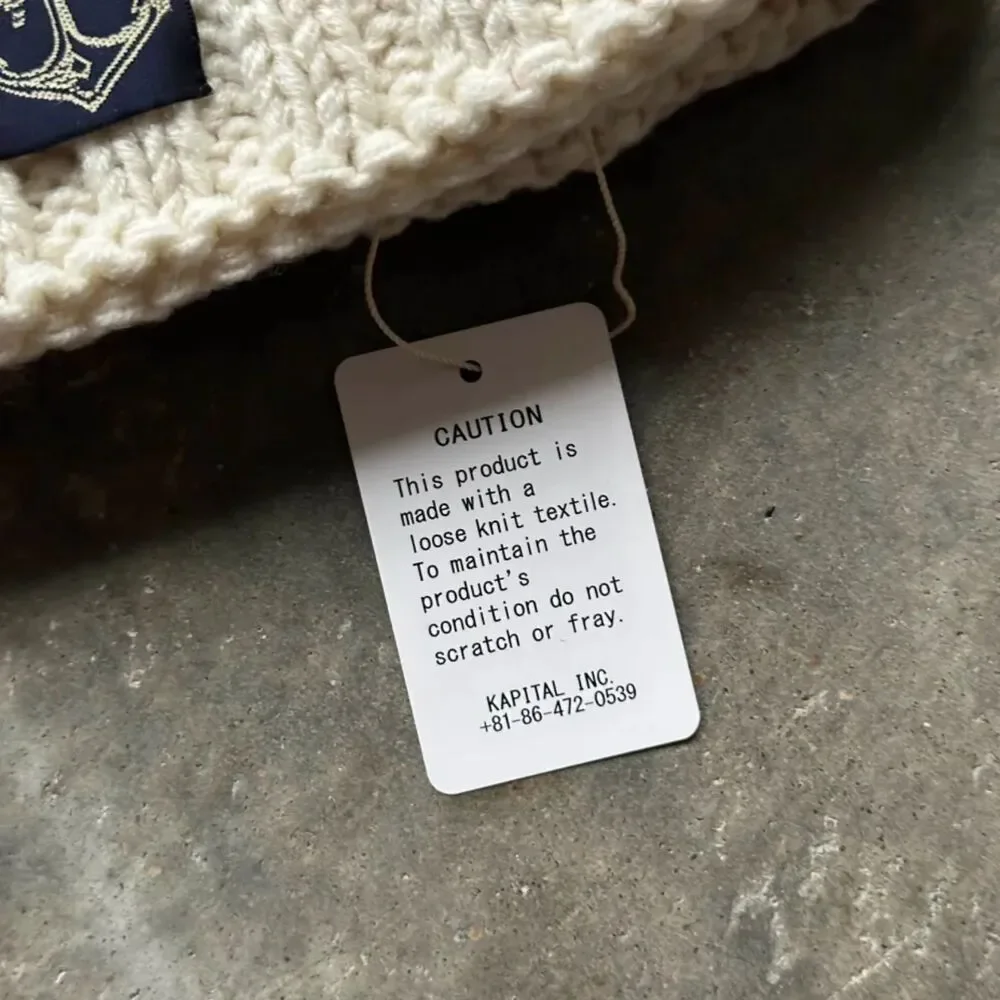 CAUTION
This product is
made with a
loose knit textile.
To maintain the
product's
condition do not
scratch or fray.
KAPITAL INC.
+81-86-472-0539